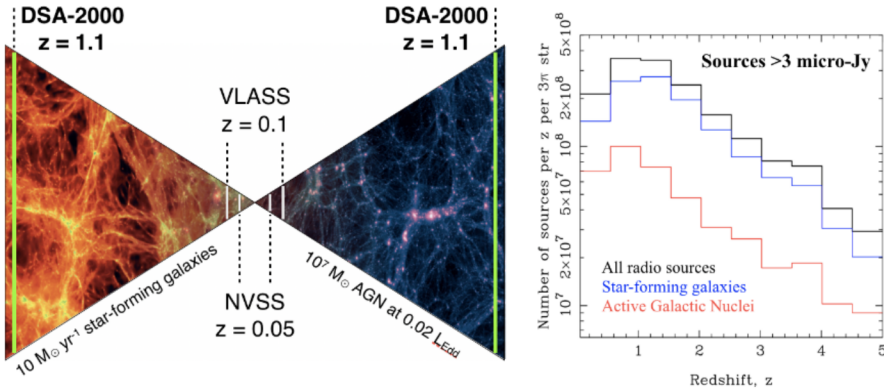 DSA-2000
z = 1.1
DSA-2000
z = 1.1
VLASS
z = 0.1
NVSS
z = 0.05
10 M☉ yr⁻¹ star-forming galaxies
10⁷ M☉ AGN at 0.02 L_Edd
Number of sources per z per 3π str
5×10⁸
2×10⁸
10⁸
5×10⁷
2×10⁷
10⁷
Sources >3 micro-Jy
All radio sources
Star-forming galaxies
Active Galactic Nuclei
1 2 3 4 5
Redshift, z